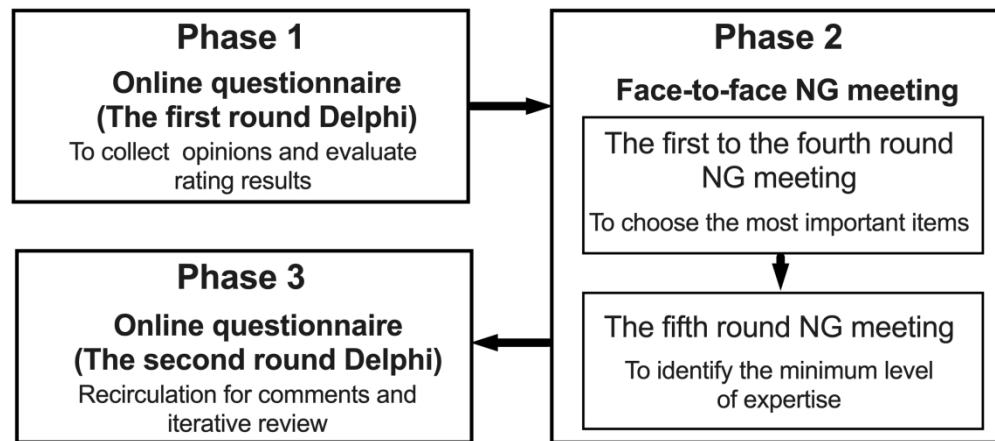 Phase 1
Online questionnaire
(The first round Delphi)
To collect opinions and evaluate
rating results
Phase 2
Face-to-face NG meeting
The first to the fourth round
NG meeting
To choose the most important items
The fifth round NG meeting
To identify the minimum level
of expertise
Phase 3
Online questionnaire
(The second round Delphi)
Recirculation for comments and
iterative review